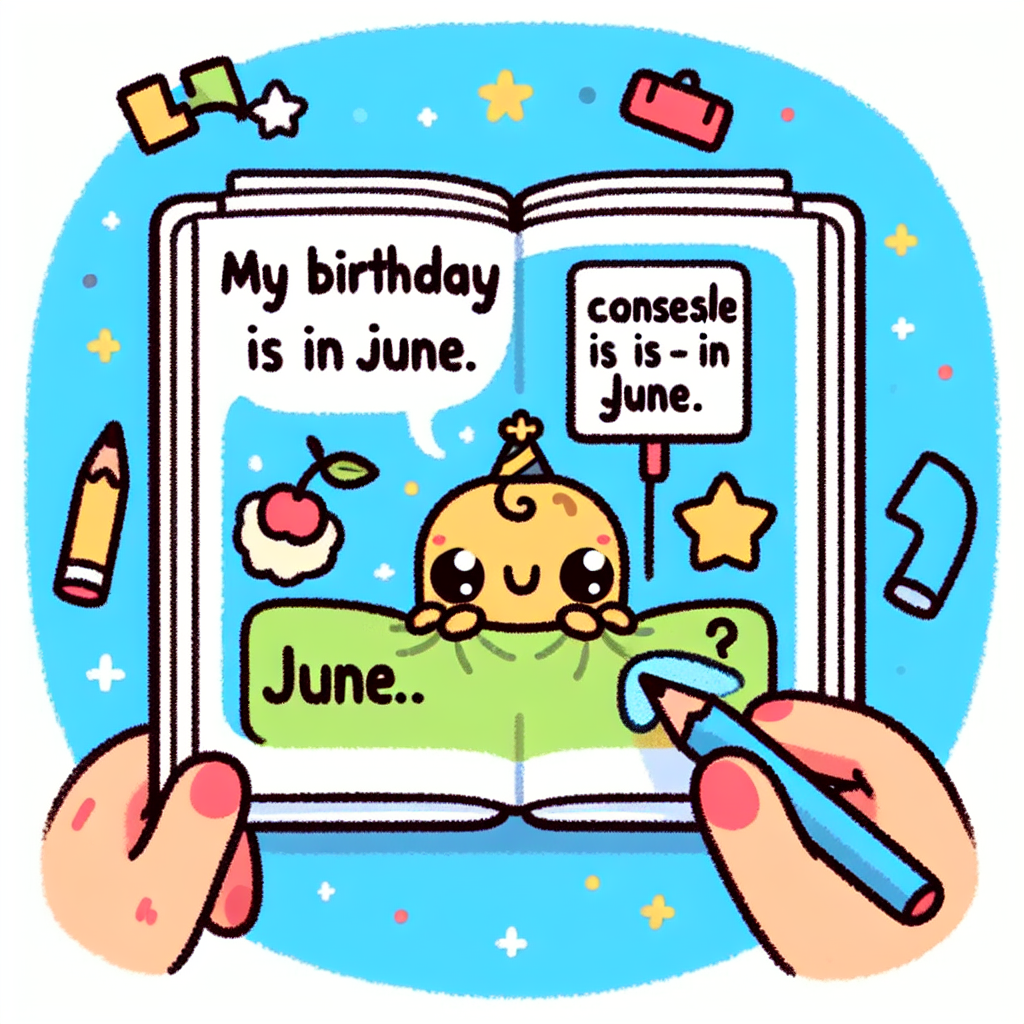 My birthday
is in june.
consesle
is is - in
June.
June..
?